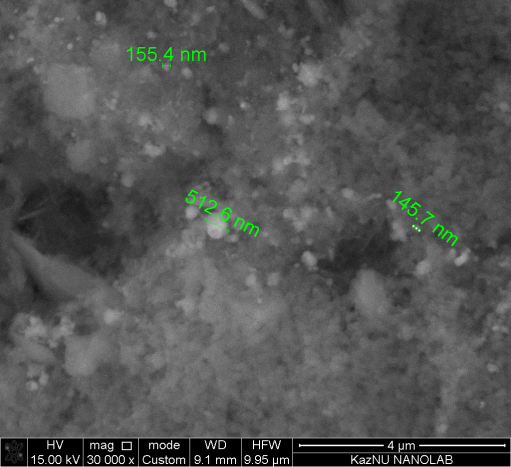 155.4 nm
512.6 nm
145.7 nm
HV
mag
mode
WD
HFW
4 µm
15.00 kV
30 000 x
Custom
9.1 mm
9.95 µm
KazNU NANOLAB